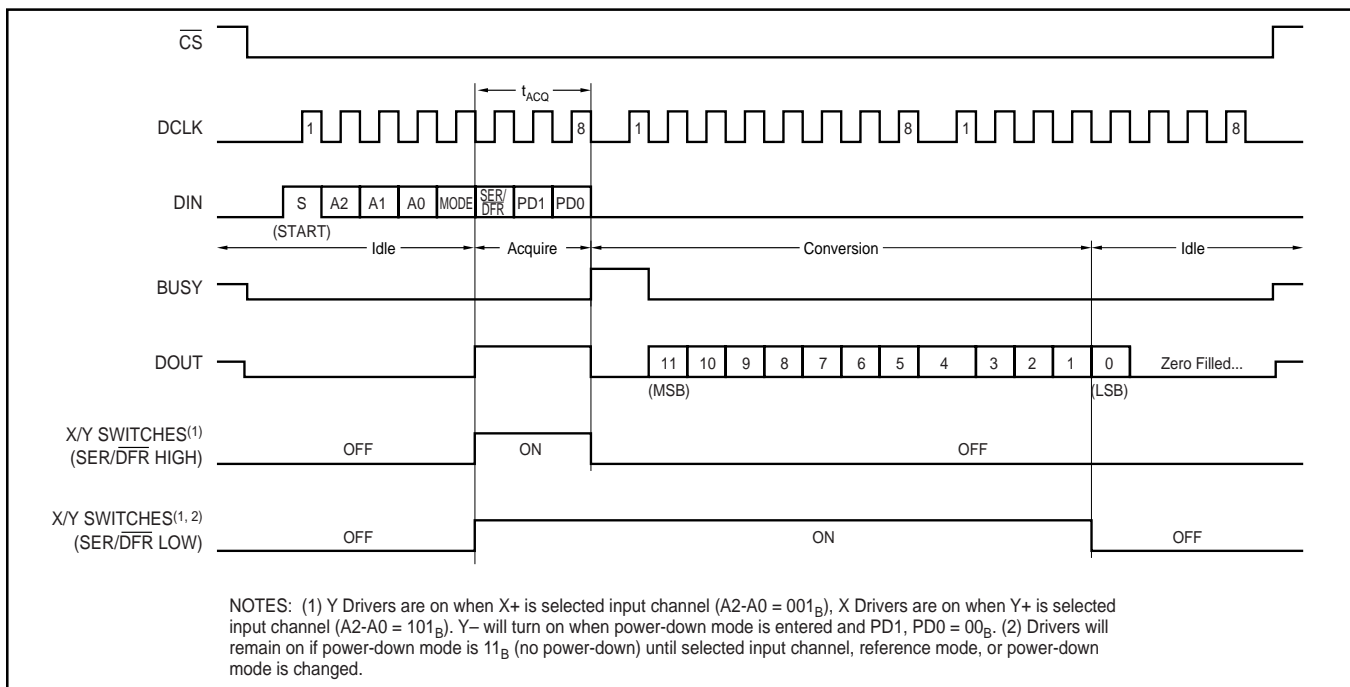 CS
tACQ
DCLK 1 8 1 8 1 8
DIN S A2 A1 A0 MODE SER/DFR PD1 PD0
(START)
Idle Acquire Conversion Idle
BUSY
DOUT 11 10 9 8 7 6 5 4 3 2 1 0 Zero Filled...
(MSB) (LSB)
X/Y SWITCHES(1)
(SER/DFR HIGH) OFF ON OFF
X/Y SWITCHES(1, 2)
(SER/DFR LOW) OFF ON OFF
NOTES: (1) Y Drivers are on when X+ is selected input channel (A2-A0 = 001B), X Drivers are on when Y+ is selected
input channel (A2-A0 = 101B). Y– will turn on when power-down mode is entered and PD1, PD0 = 00B. (2) Drivers will
remain on if power-down mode is 11B (no power-down) until selected input channel, reference mode, or power-down
mode is changed.